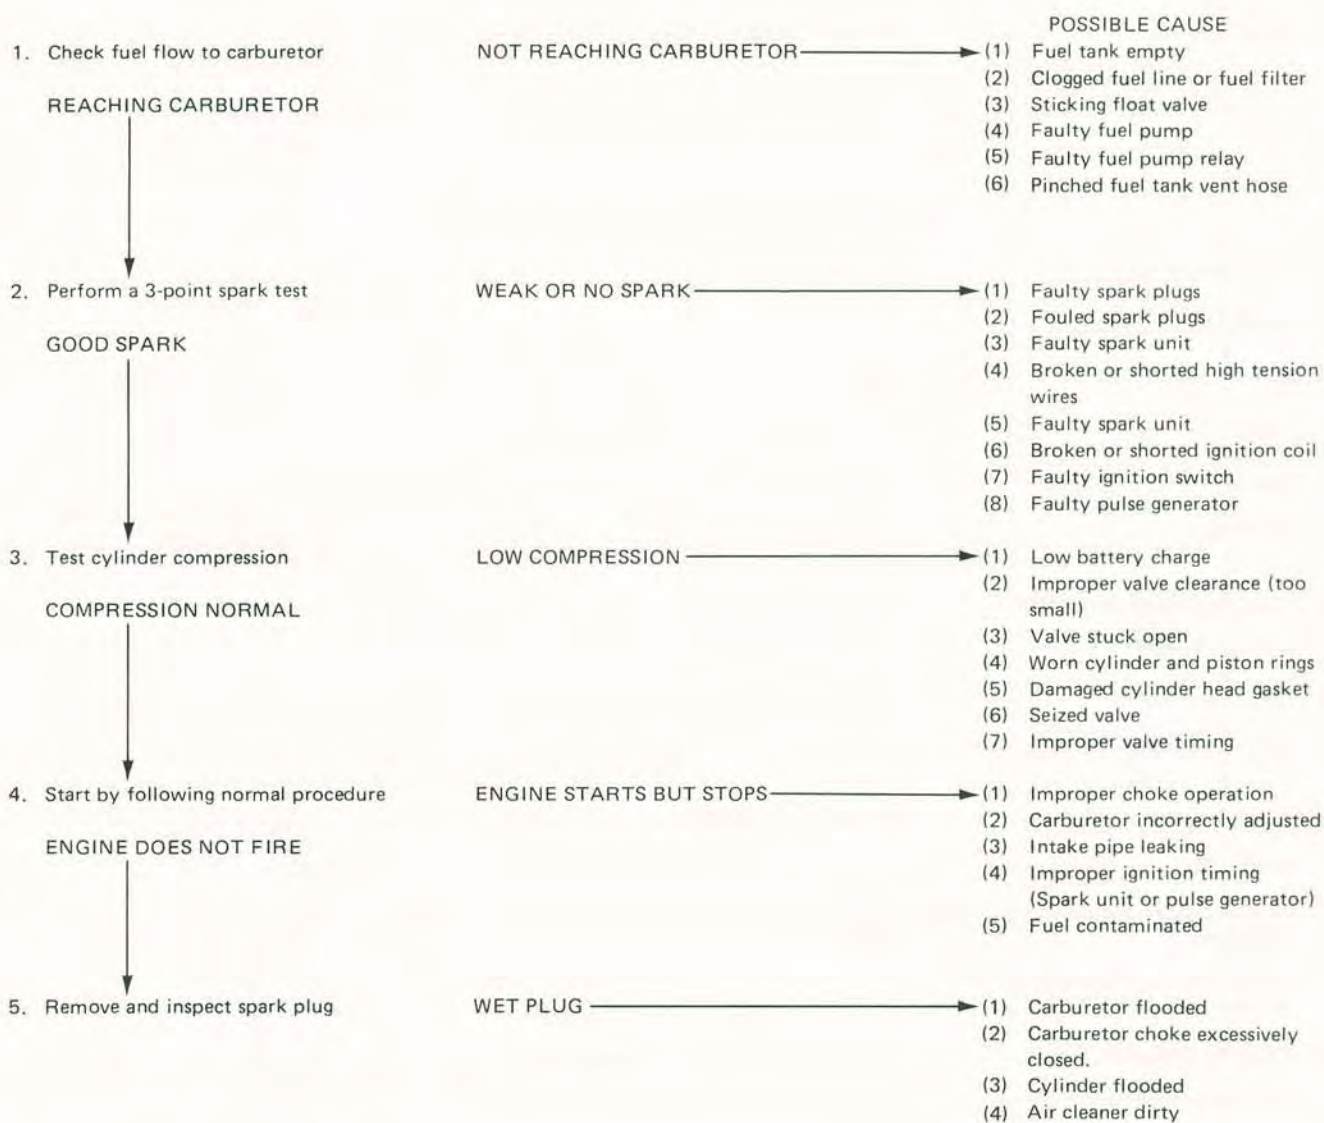 POSSIBLE CAUSE
1. Check fuel flow to carburetor NOT REACHING CARBURETOR (1) Fuel tank empty
(2) Clogged fuel line or fuel filter
REACHING CARBURETOR (3) Sticking float valve
(4) Faulty fuel pump
(5) Faulty fuel pump relay
(6) Pinched fuel tank vent hose
2. Perform a 3-point spark test WEAK OR NO SPARK (1) Faulty spark plugs
(2) Fouled spark plugs
GOOD SPARK (3) Faulty spark unit
(4) Broken or shorted high tension
wires
(5) Faulty spark unit
(6) Broken or shorted ignition coil
(7) Faulty ignition switch
(8) Faulty pulse generator
3. Test cylinder compression LOW COMPRESSION (1) Low battery charge
(2) Improper valve clearance (too
COMPRESSION NORMAL small)
(3) Valve stuck open
(4) Worn cylinder and piston rings
(5) Damaged cylinder head gasket
(6) Seized valve
(7) Improper valve timing
4. Start by following normal procedure ENGINE STARTS BUT STOPS (1) Improper choke operation
(2) Carburetor incorrectly adjusted
ENGINE DOES NOT FIRE (3) Intake pipe leaking
(4) Improper ignition timing
(Spark unit or pulse generator)
(5) Fuel contaminated
5. Remove and inspect spark plug WET PLUG (1) Carburetor flooded
(2) Carburetor choke excessively
closed.
(3) Cylinder flooded
(4) Air cleaner dirty